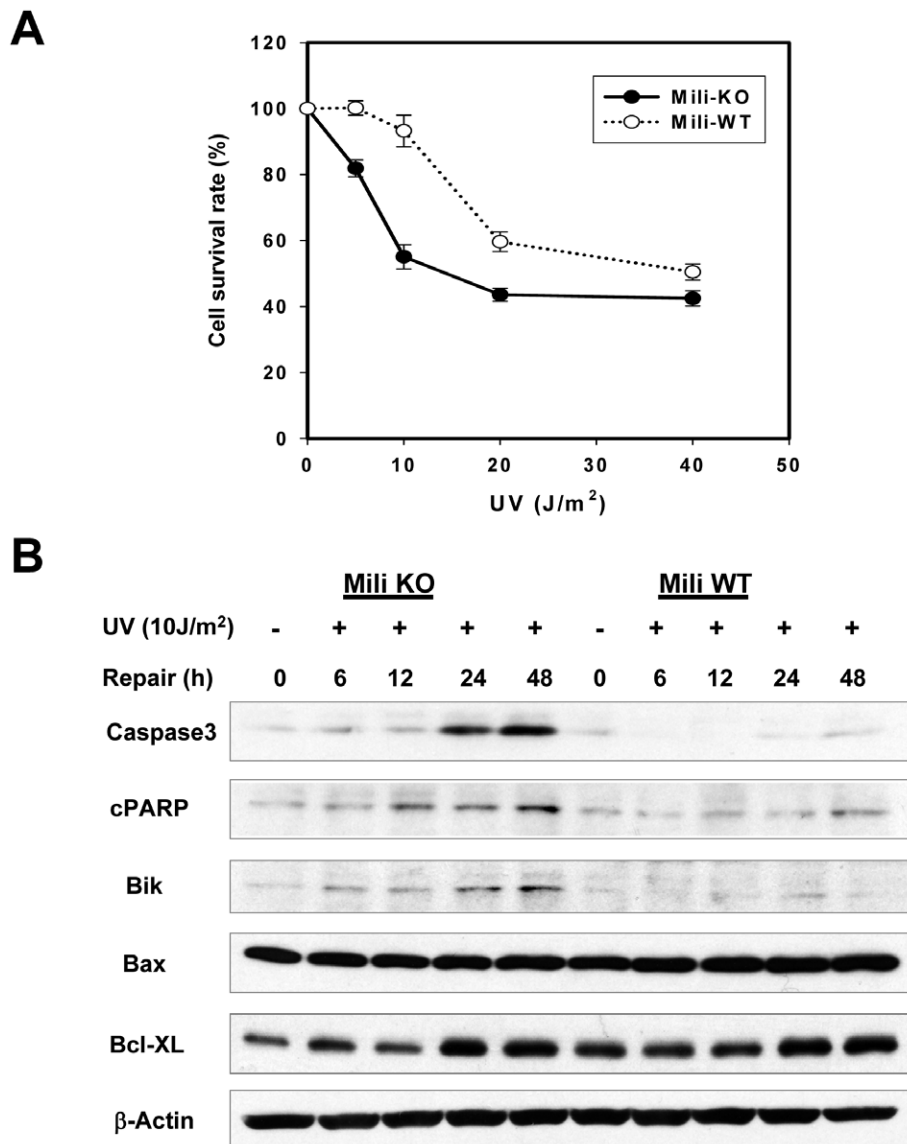 A
120
100
80
60
40
20
0
Cell survival rate (%)
Mili-KO
Mili-WT
0 10 20 30 40 50
UV (J/m²)
B
Mili KO Mili WT
UV (10J/m²) - + + + + - + + + +
Repair (h) 0 6 12 24 48 0 6 12 24 48
Caspase3
cPARP
Bik
Bax
Bcl-XL
β-Actin